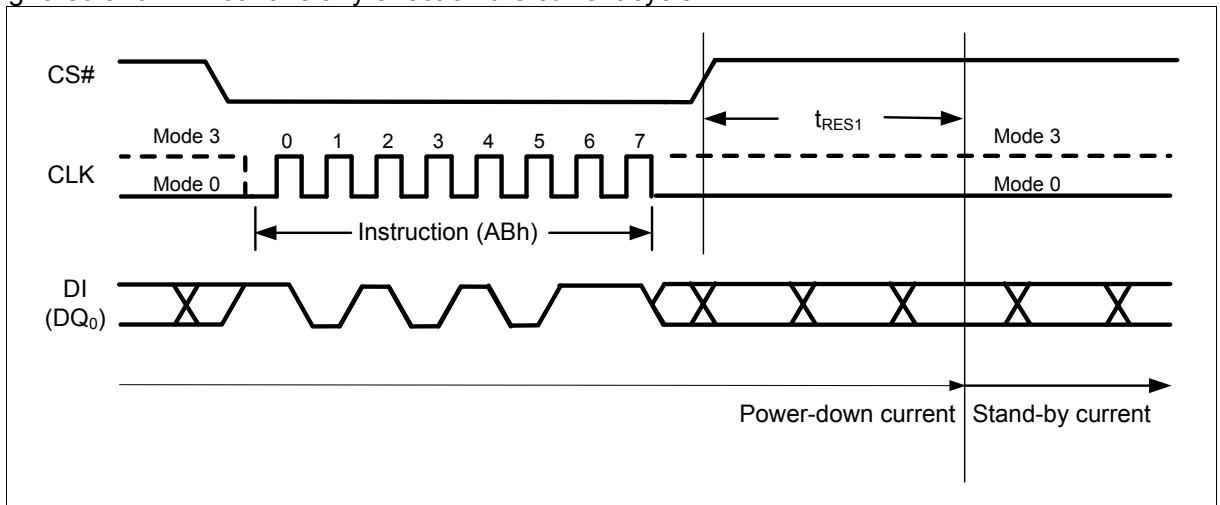 CS#
tRES1
Mode 3 0 1 2 3 4 5 6 7 Mode 3
CLK
Mode 0 Mode 0
Instruction (ABh)
DI
(DQ0)
Power-down current Stand-by current